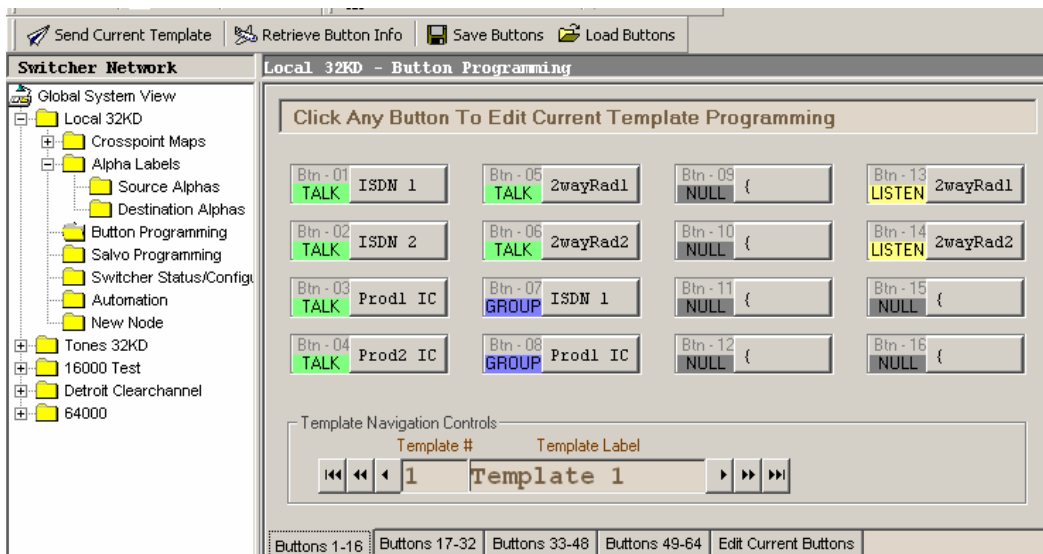 Send Current Template Retrieve Button Info Save Buttons Load Buttons
Switcher Network
Global System View
Local 32KD
Crosspoint Maps
Alpha Labels
Source Alphas
Destination Alphas
Button Programming
Salvo Programming
Switcher Status/Configu
Automation
New Node
Tones 32KD
16000 Test
Detroit Clearchannel
64000
Local 32KD - Button Programming
Click Any Button To Edit Current Template Programming
Btn - 01 TALK ISDN 1
Btn - 05 TALK 2wayRad1
Btn - 09 NULL {
Btn - 13 LISTEN 2wayRad1
Btn - 02 TALK ISDN 2
Btn - 06 TALK 2wayRad2
Btn - 10 NULL {
Btn - 14 LISTEN 2wayRad2
Btn - 03 TALK Prod1 IC
Btn - 07 GROUP ISDN 1
Btn - 11 NULL {
Btn - 15 NULL {
Btn - 04 TALK Prod2 IC
Btn - 08 GROUP Prod1 IC
Btn - 12 NULL {
Btn - 16 NULL {
Template Navigation Controls
Template # Template Label
1 Template 1
Buttons 1-16 Buttons 17-32 Buttons 33-48 Buttons 49-64 Edit Current Buttons